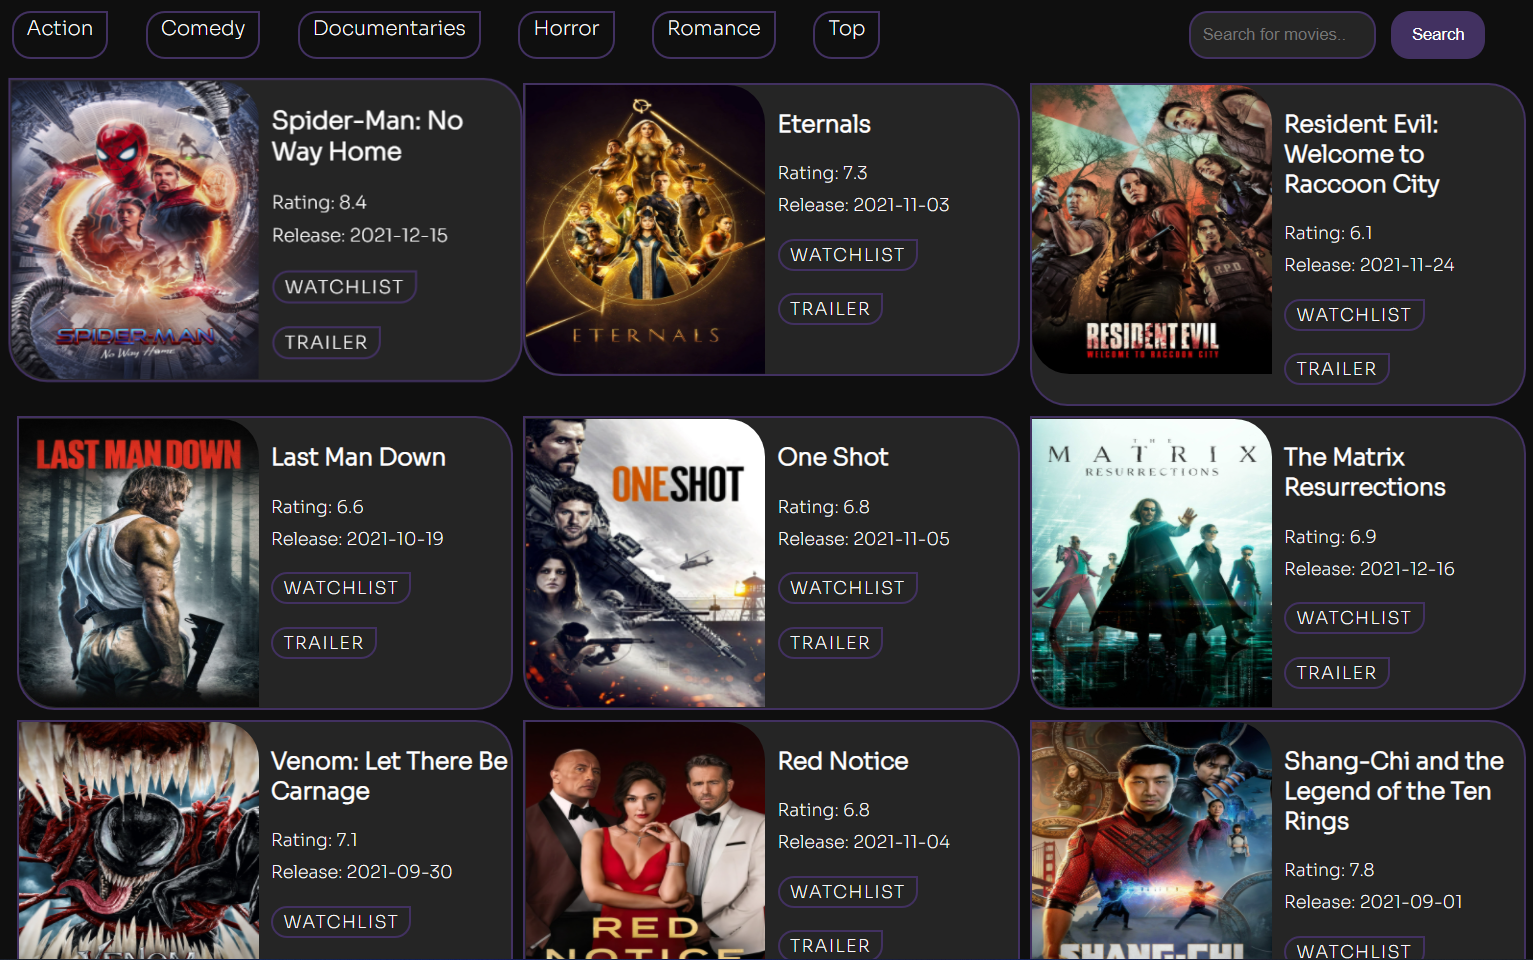 Action
Comedy
Documentaries
Horror
Romance
Top
Search for movies..
Search
SPIDER-MAN
No Way Home
Spider-Man: No
Way Home
Rating: 8.4
Release: 2021-12-15
WATCHLIST
TRAILER
ETERNALS
Eternals
Rating: 7.3
Release: 2021-11-03
WATCHLIST
TRAILER
R.P.D
RESIDENT EVIL
WELCOME TO RACCOON CITY
Resident Evil:
Welcome to
Raccoon City
Rating: 6.1
Release: 2021-11-24
WATCHLIST
TRAILER
LAST MAN DOWN
Last Man Down
Rating: 6.6
Release: 2021-10-19
WATCHLIST
TRAILER
ONE SHOT
One Shot
Rating: 6.8
Release: 2021-11-05
WATCHLIST
TRAILER
THE
MATRIX
RESURRECTIONS
The Matrix
Resurrections
Rating: 6.9
Release: 2021-12-16
WATCHLIST
TRAILER
VENOM
Venom: Let There Be
Carnage
Rating: 7.1
Release: 2021-09-30
WATCHLIST
RED
NOTICE
Red Notice
Rating: 6.8
Release: 2021-11-04
WATCHLIST
TRAILER
SHANG-CHI
Shang-Chi and the
Legend of the Ten
Rings
Rating: 7.8
Release: 2021-09-01
WATCHLIST